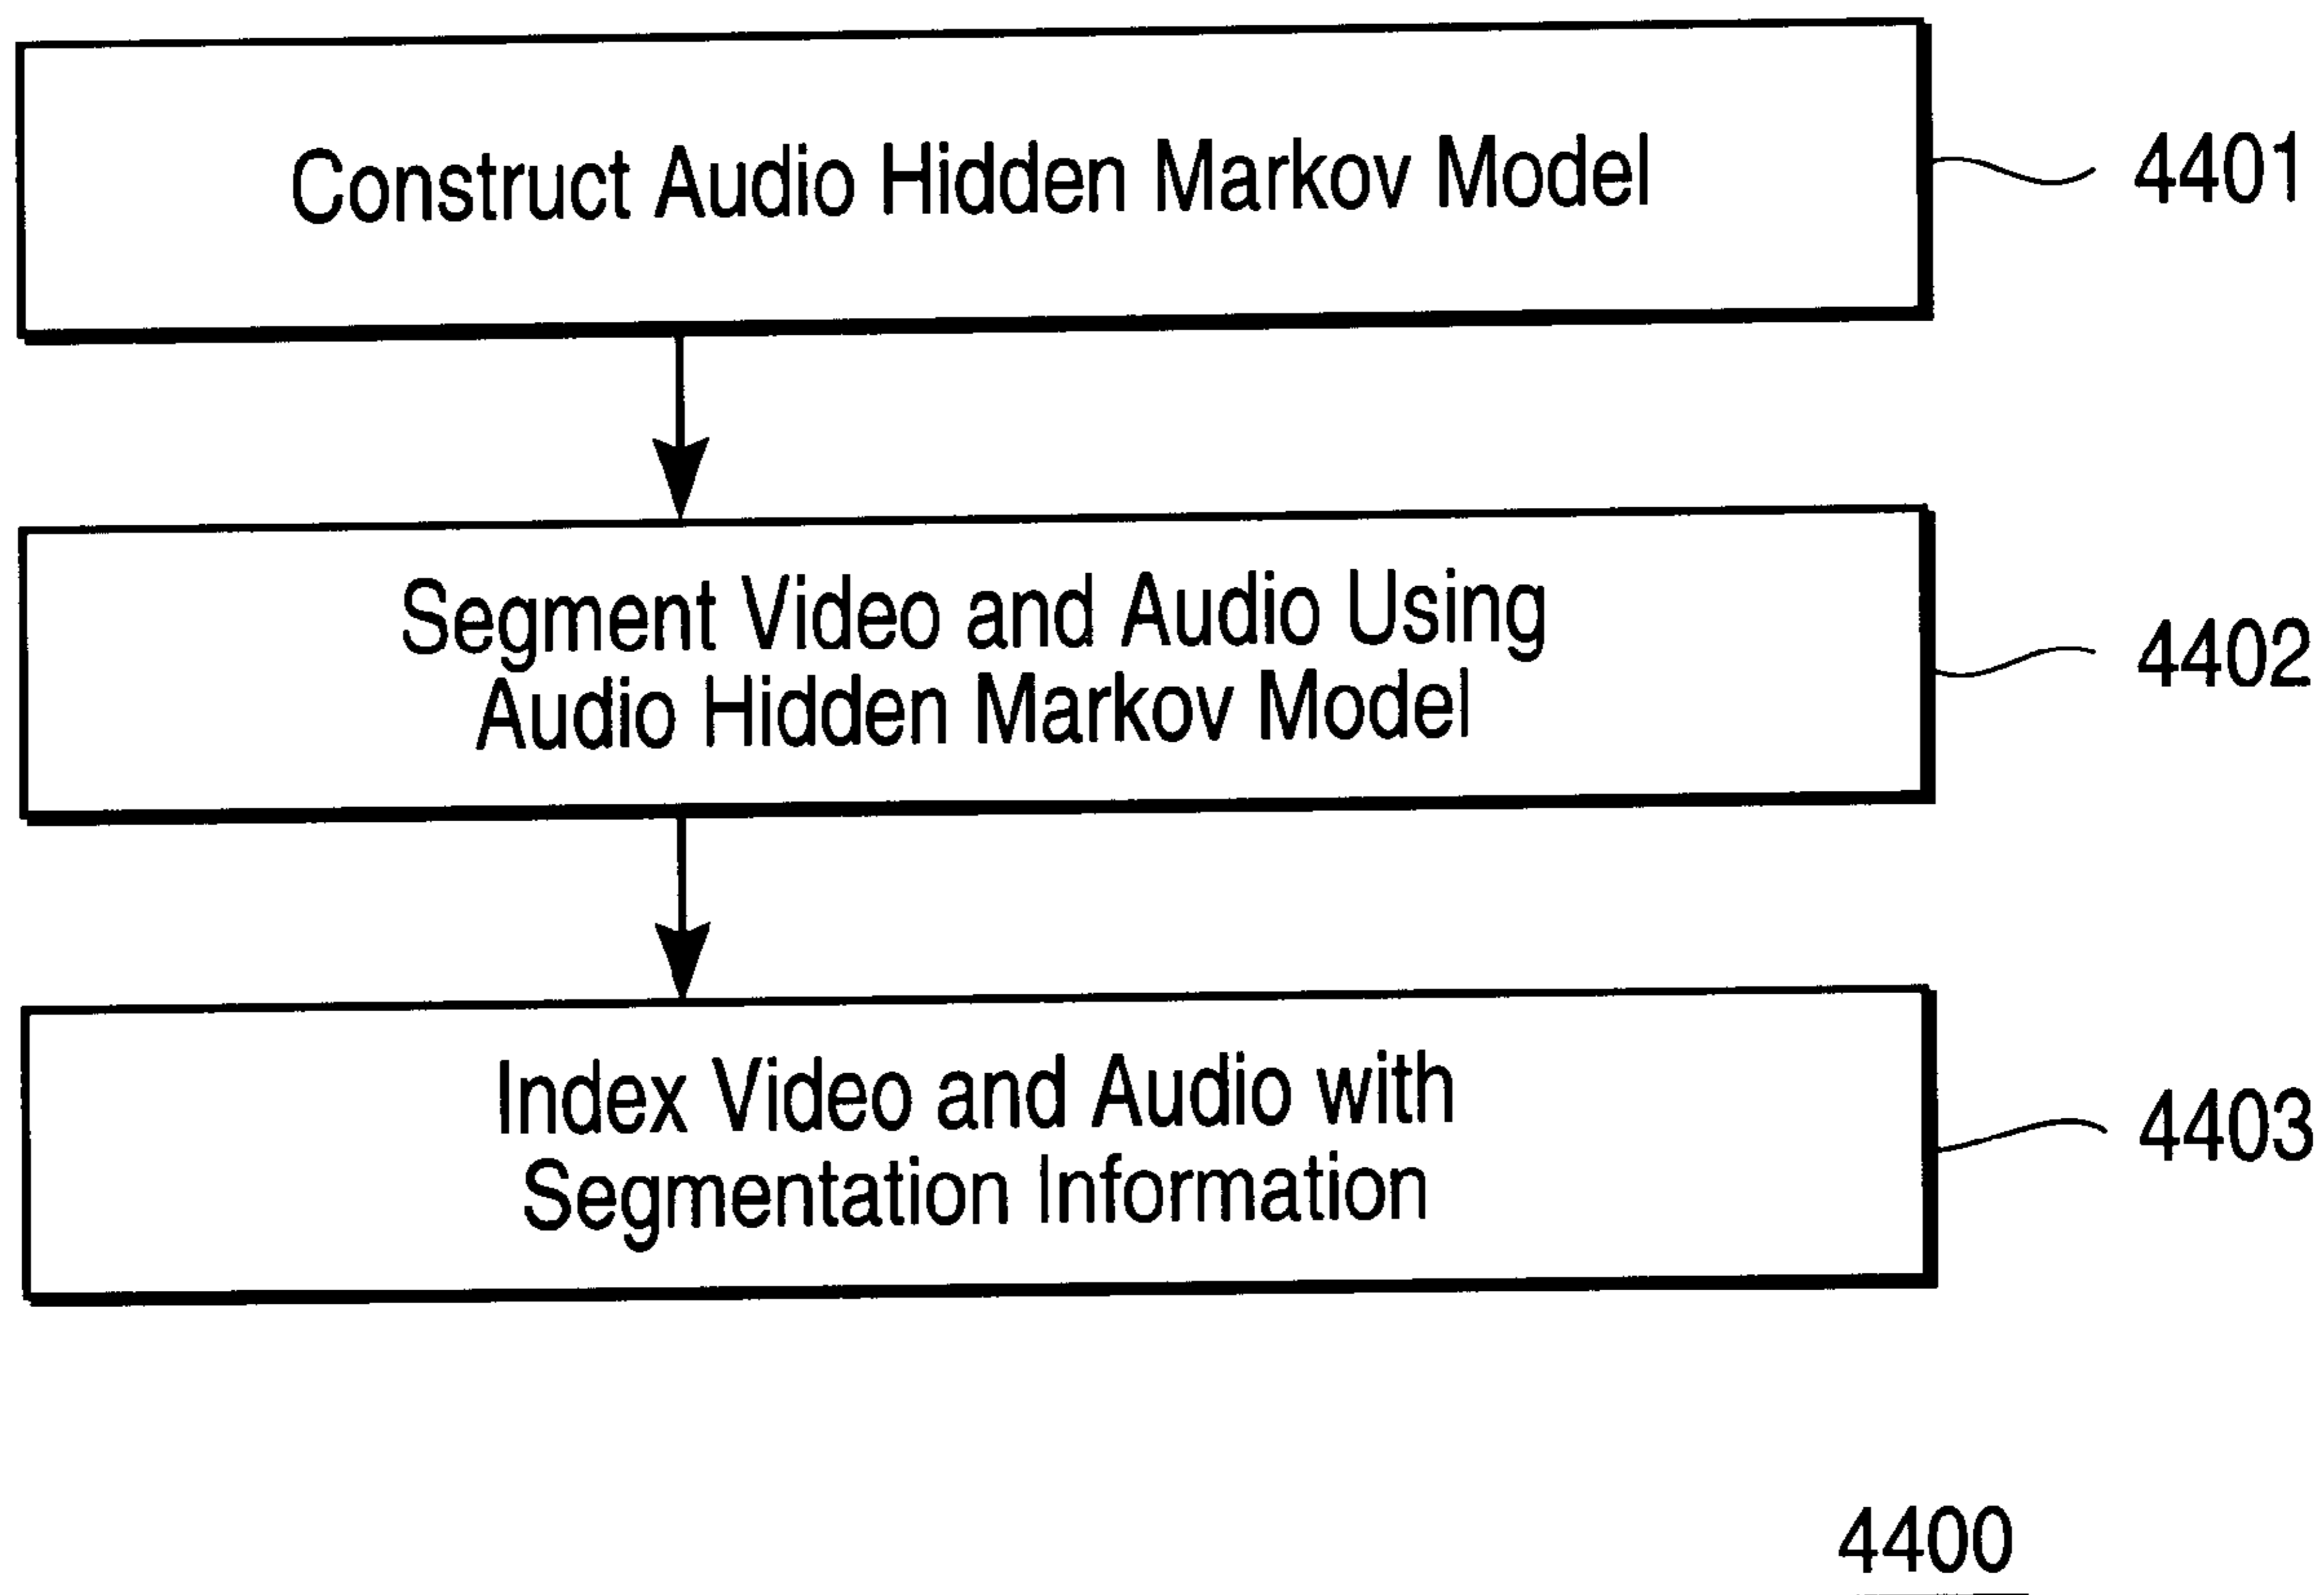 Construct Audio Hidden Markov Model
4401
Segment Video and Audio Using
Audio Hidden Markov Model
4402
Index Video and Audio with
Segmentation Information
4403
4400